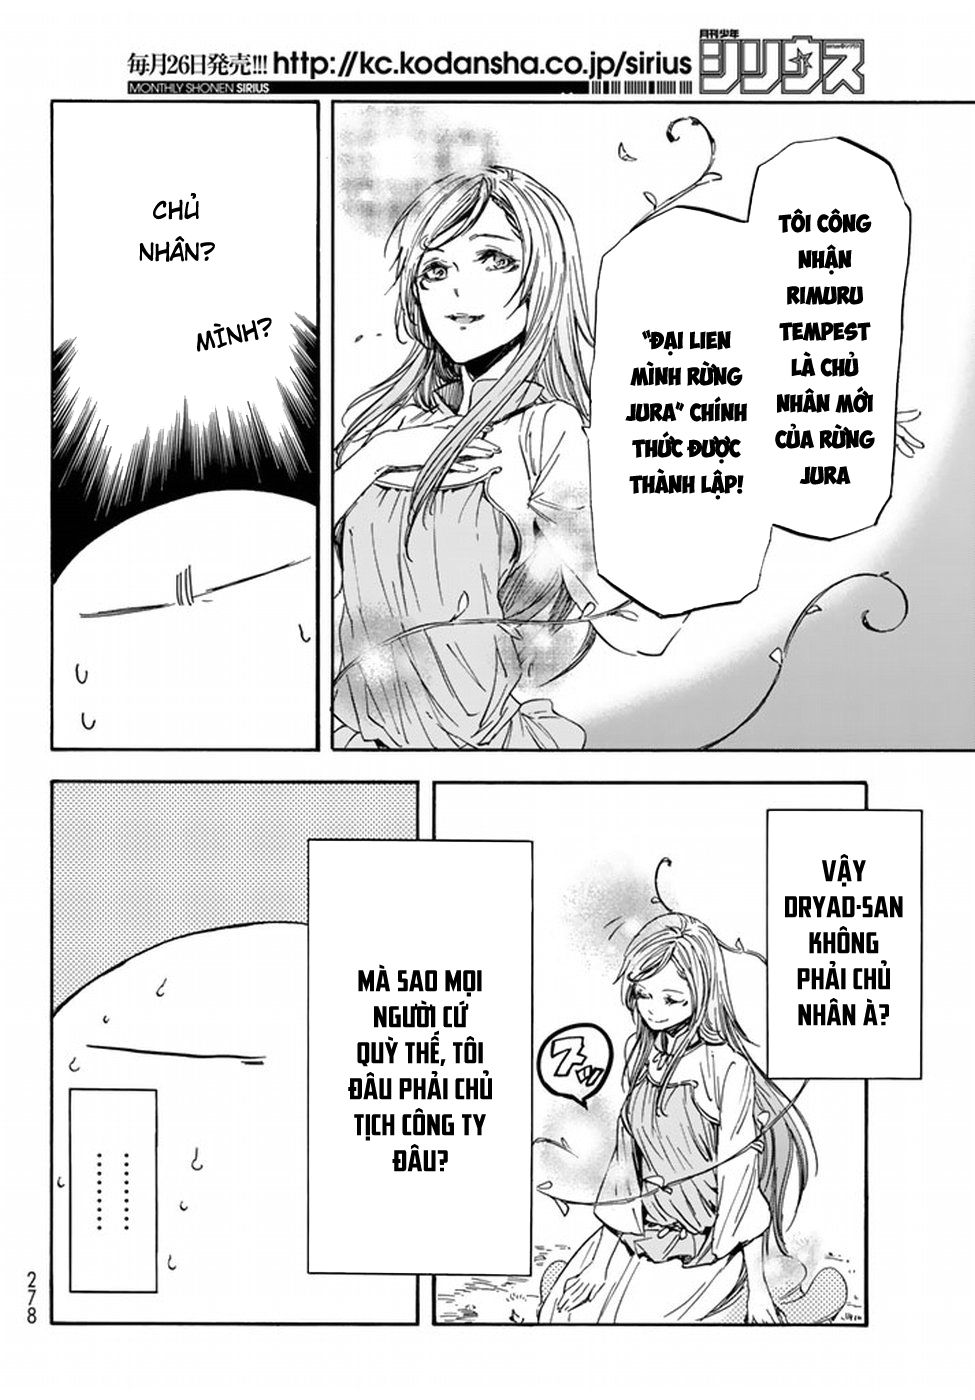 毎月26日発売!!! http://kc.kodansha.co.jp/sirius
MONTHLY SHONEN SIRIUS
月刊少年
シリウス
TÔI CÔNG
NHẬN
RIMURU
TEMPEST
LÀ CHỦ
NHÂN MỚI
CỦA RỪNG
JURA
"ĐẠI LIEN
MÌNH RỪNG
JURA" CHÍNH
THỨC ĐƯỢC
THÀNH LẬP!
CHỦ
NHÂN?
MÌNH?
VẬY
DRYAD-SAN
KHÔNG
PHẢI CHỦ
NHÂN À?
スッ
MÀ SAO MỌI
NGƯỜI CỨ
QUỲ THẾ, TÔI
ĐÂU PHẢI CHỦ
TỊCH CÔNG TY
ĐÂU?
…………
278